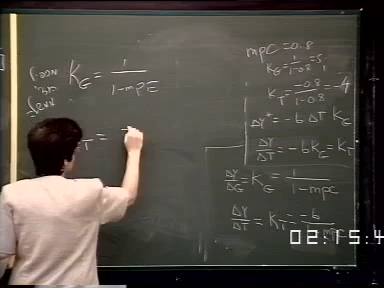 K_G = 1/(1-MPE
T =
mpc = 0.8
K_G = 1/(1-0.8) = 5
K_T = -0.8/(1-0.8) = -4
ΔY* = -b ΔT K_G
ΔY/ΔT = -bK_G = K_T
ΔY/ΔG = K_G = 1/(1-mpc)
ΔY/ΔT = K_T = -b
02:15:4